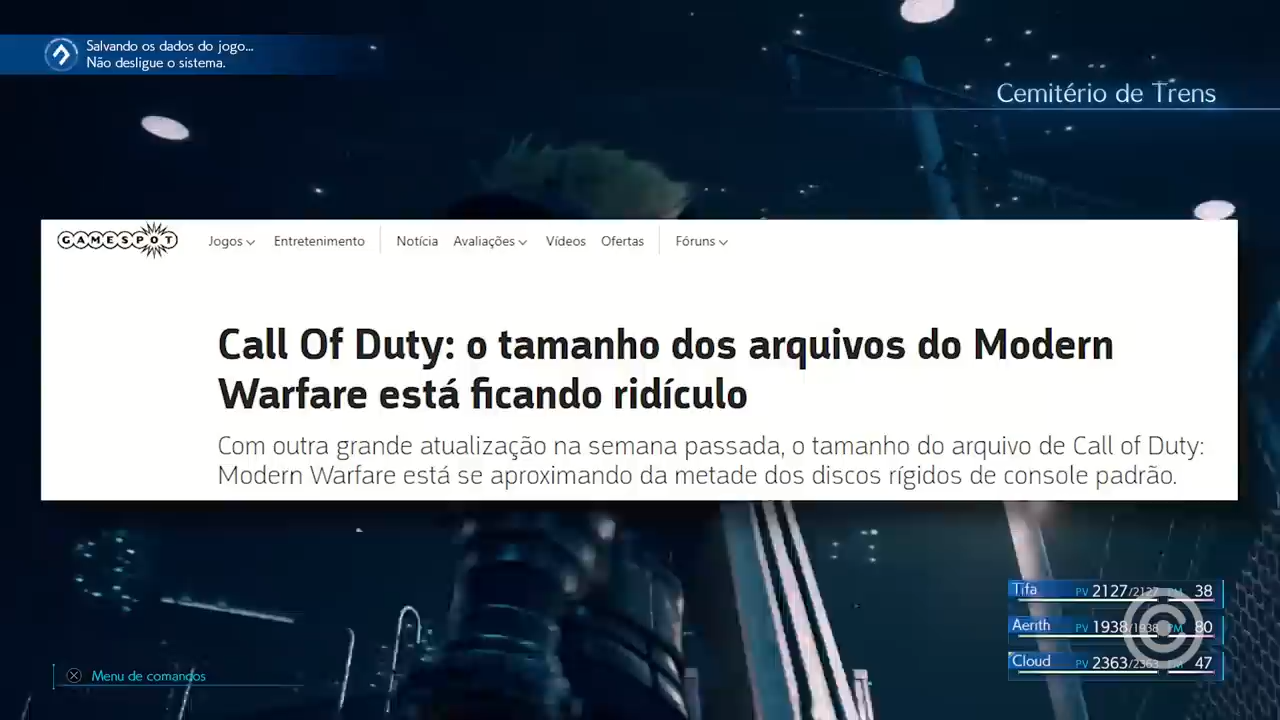 Salvando os dados do jogo...
Não desligue o sistema.
Cemitério de Trens
GAMESPOT Jogos Entretenimento Notícia Avaliações Vídeos Ofertas Fóruns
Call Of Duty: o tamanho dos arquivos do Modern
Warfare está ficando ridículo
Com outra grande atualização na semana passada, o tamanho do arquivo de Call of Duty:
Modern Warfare está se aproximando da metade dos discos rígidos de console padrão.
Tifa PV 2127/2127 PM 38
Aerith PV 1938/1938 PM 80
Cloud PV 2363/2363 PM 47
Menu de comandos